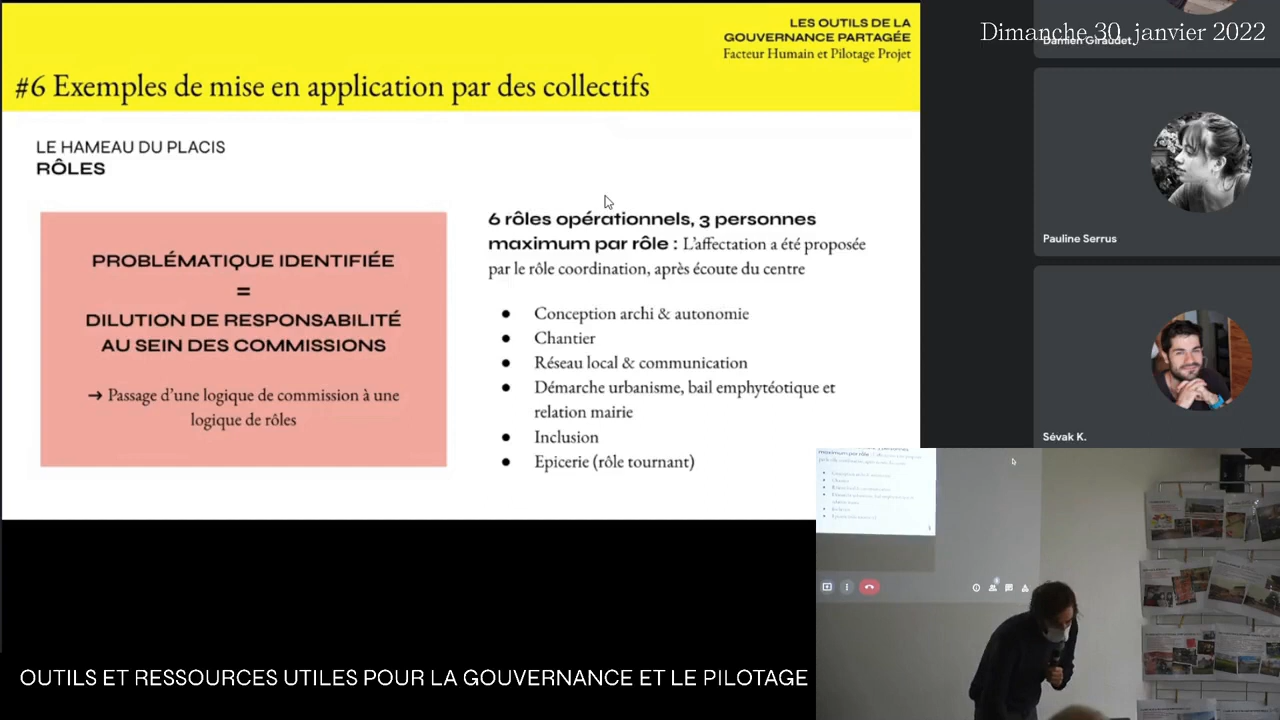 LES OUTILS DE LA
GOUVERNANCE PARTAGÉE
Facteur Humain et Pilotage Projet
#6 Exemples de mise en application par des collectifs
Dimanche 30 janvier 2022
Damien Giraudet
LE HAMEAU DU PLACIS
RÔLES
PROBLÉMATIQUE IDENTIFIÉE
=
DILUTION DE RESPONSABILITÉ
AU SEIN DES COMMISSIONS
→ Passage d'une logique de commission à une
logique de rôles
6 rôles opérationnels, 3 personnes
maximum par rôle : L'affectation a été proposée
par le rôle coordination, après écoute du centre
● Conception archi & autonomie
● Chantier
● Réseau local & communication
● Démarche urbanisme, bail emphytéotique et
relation mairie
● Inclusion
● Epicerie (rôle tournant)
Pauline Serrus
Sévak K.
OUTILS ET RESSOURCES UTILES POUR LA GOUVERNANCE ET LE PILOTAGE